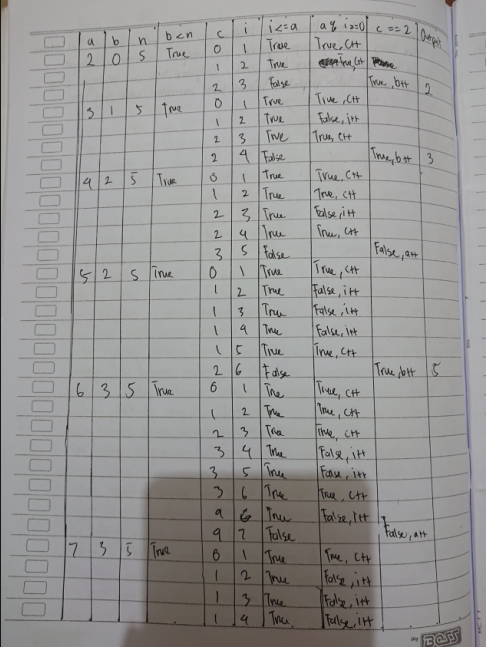 a b n b<n c i i<=a a% i==0 c==2 Output
2 0 5 True 0 1 True True, c++
1 2 True True, c++
2 3 False True, b++ 2
3 1 5 True 0 1 True True, c++
1 2 True False, i++
2 3 True True, c++
2 4 False True, b++ 3
4 2 5 True 0 1 True True, c++
1 2 True True, c++
2 3 True False, i++
2 4 True True, c++
3 5 False False, a++
5 2 5 True 0 1 True True, c++
1 2 True False, i++
1 3 True False, i++
1 4 True False, i++
1 5 True True, c++
2 6 False True, b++ 5
6 3 5 True 0 1 True True, c++
1 2 True True, c++
2 3 True True, c++
3 4 True False, i++
3 5 True False, i++
3 6 True True, c++
9 6 True False, i++
9 7 False False, a++
7 3 5 True 0 1 True True, c++
1 2 True False, i++
1 3 True False, i++
1 4 True False, i++
BOSS